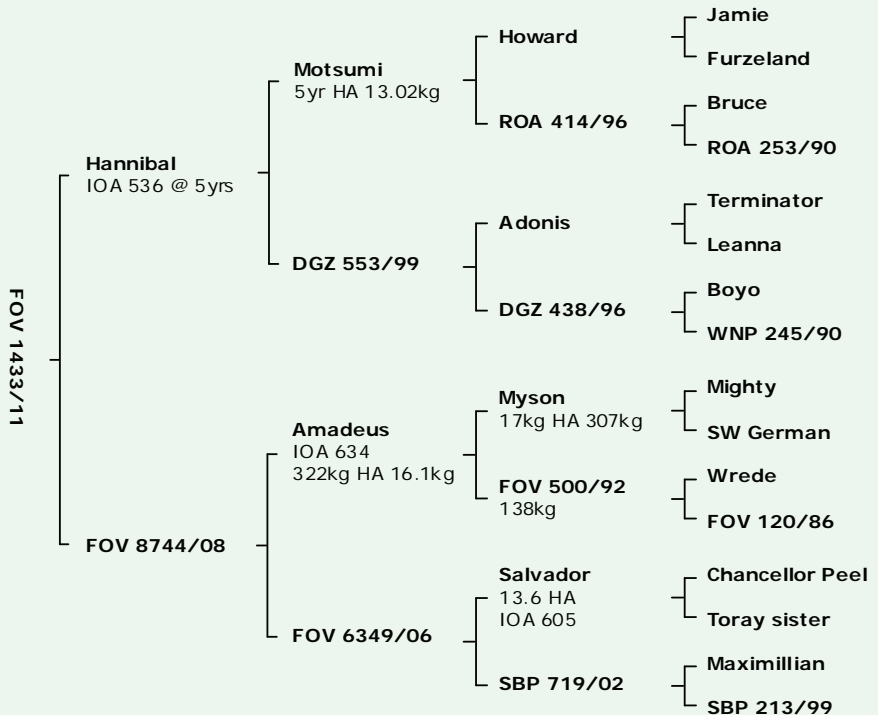 FOV 1433/11
Hannibal
IOA 536 @ 5yrs
FOV 8744/08
Motsumi
5yr HA 13.02kg
DGZ 553/99
Amadeus
IOA 634
322kg HA 16.1kg
FOV 6349/06
Howard
ROA 414/96
Adonis
DGZ 438/96
Myson
17kg HA 307kg
FOV 500/92
138kg
Salvador
13.6 HA
IOA 605
SBP 719/02
Jamie
Furzeland
Bruce
ROA 253/90
Terminator
Leanna
Boyo
WNP 245/90
Mighty
SW German
Wrede
FOV 120/86
Chancellor Peel
Toray sister
Maximillian
SBP 213/99